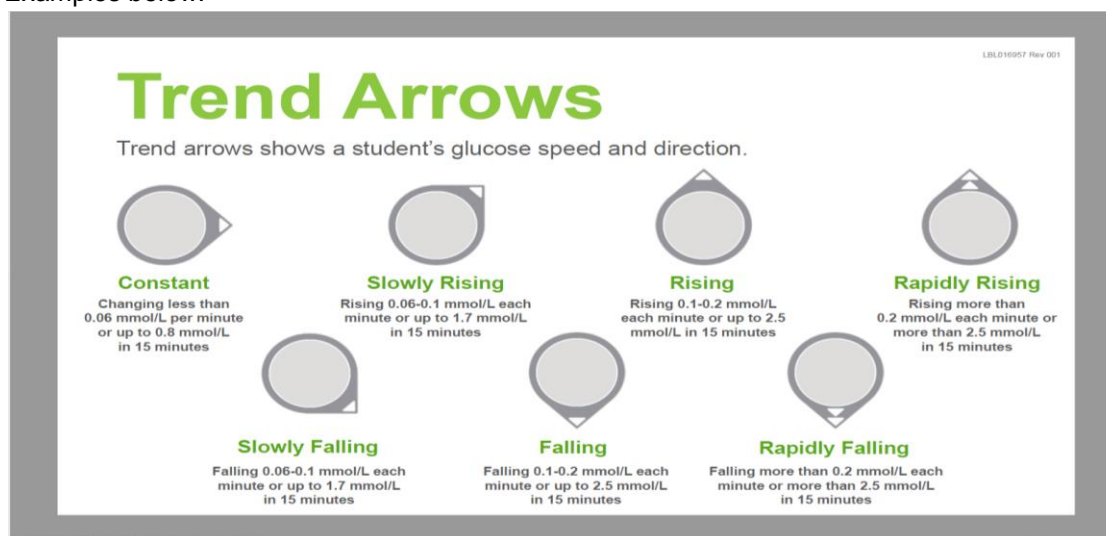 Examples below:
LBL016957 Rev 001
Trend Arrows
Trend arrows shows a student's glucose speed and direction.
Constant
Changing less than
0.06 mmol/L per minute
or up to 0.8 mmol/L
in 15 minutes
Slowly Rising
Rising 0.06-0.1 mmol/L each
minute or up to 1.7 mmol/L
in 15 minutes
Rising
Rising 0.1-0.2 mmol/L
each minute or up to 2.5
mmol/L in 15 minutes
Rapidly Rising
Rising more than
0.2 mmol/L each minute or
more than 2.5 mmol/L
in 15 minutes
Slowly Falling
Falling 0.06-0.1 mmol/L each
minute or up to 1.7 mmol/L
in 15 minutes
Falling
Falling 0.1-0.2 mmol/L each
minute or up to 2.5 mmol/L
in 15 minutes
Rapidly Falling
Falling more than 0.2 mmol/L each
minute or more than 2.5 mmol/L
in 15 minutes